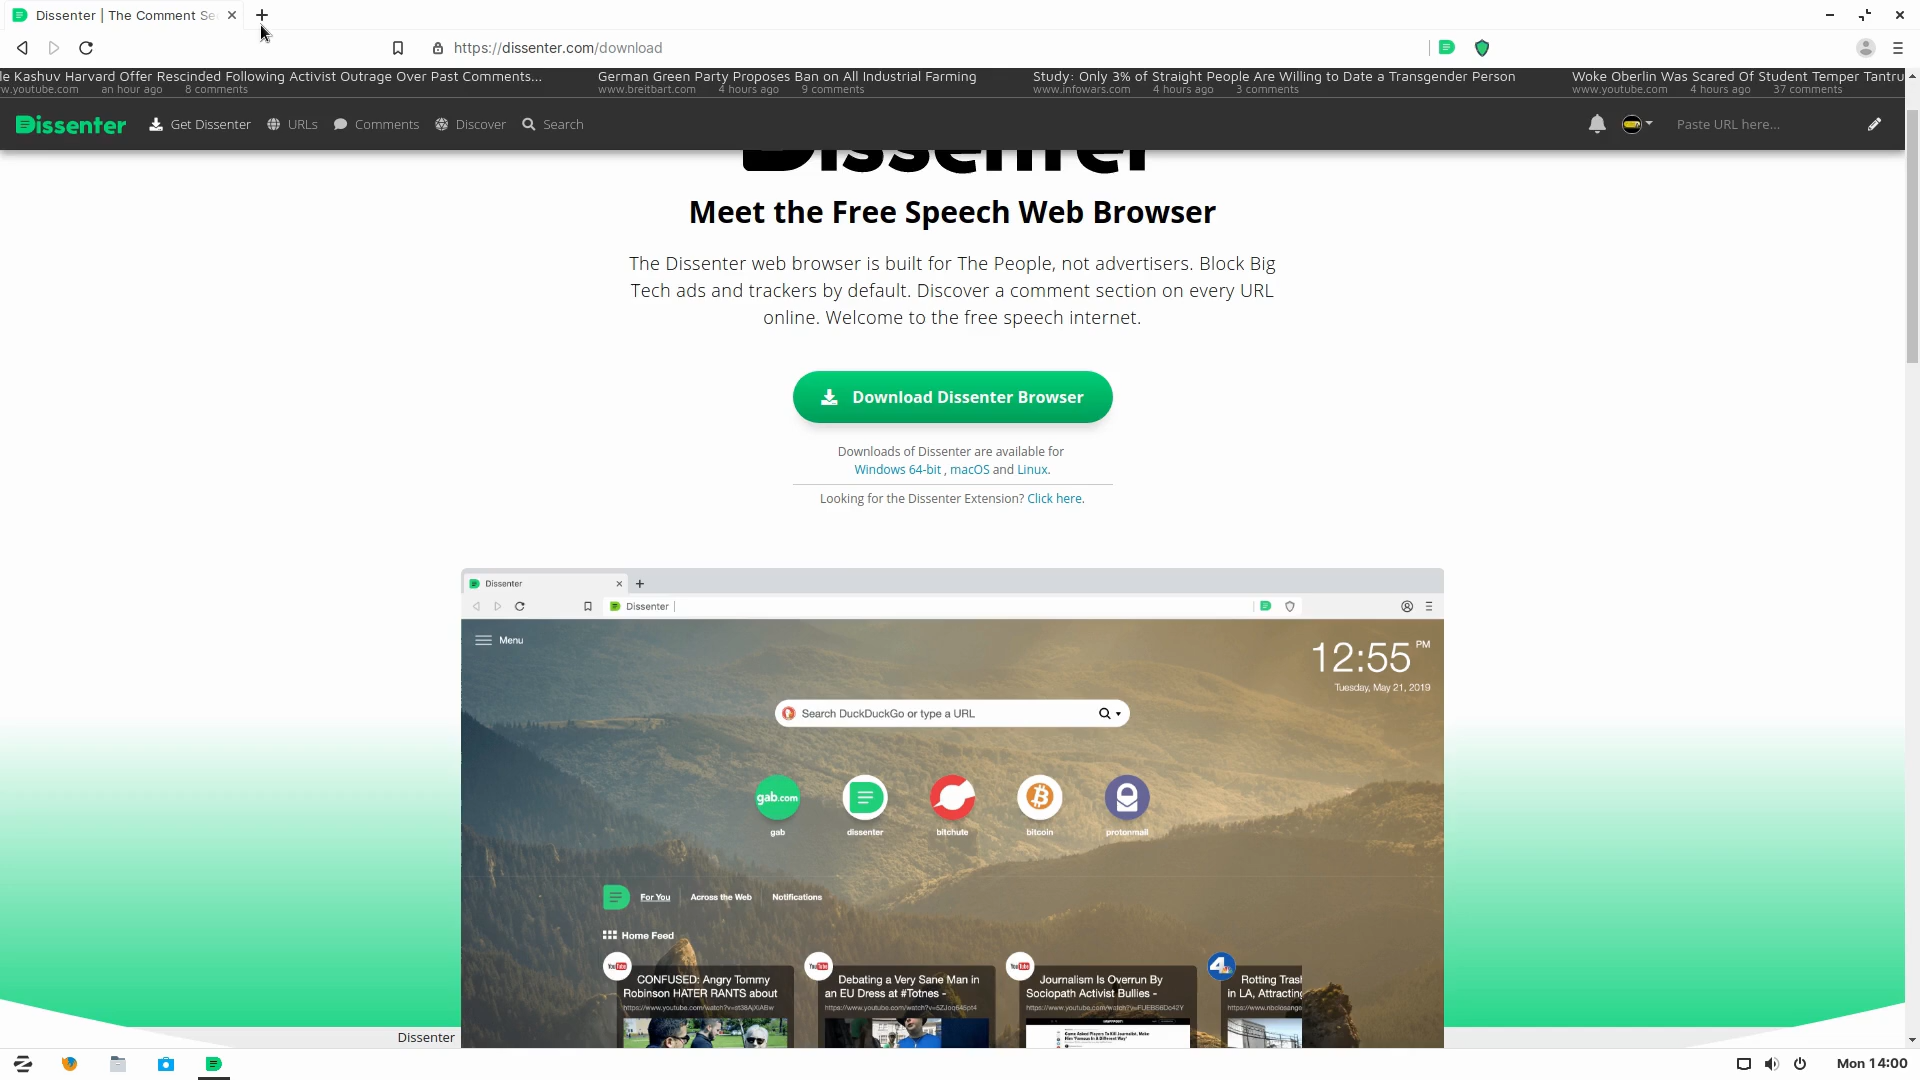 Dissenter | The Comment Se
https://dissenter.com/download
le Kashuv Harvard Offer Rescinded Following Activist Outrage Over Past Comments...
w.youtube.com an hour ago 8 comments
German Green Party Proposes Ban on All Industrial Farming
www.breitbart.com 4 hours ago 9 comments
Study: Only 3% of Straight People Are Willing to Date a Transgender Person
www.infowars.com 4 hours ago 3 comments
Woke Oberlin Was Scared Of Student Temper Tantru
www.youtube.com 4 hours ago 37 comments
Dissenter Get Dissenter URLs Comments Discover Search Paste URL here...
Dissenter
Meet the Free Speech Web Browser
The Dissenter web browser is built for The People, not advertisers. Block Big
Tech ads and trackers by default. Discover a comment section on every URL
online. Welcome to the free speech internet.
Download Dissenter Browser
Downloads of Dissenter are available for
Windows 64-bit , macOS and Linux.
Looking for the Dissenter Extension? Click here.
Dissenter
Dissenter
Menu
12:55 PM
Tuesday, May 21, 2019
Search DuckDuckGo or type a URL
gab.com
gab dissenter bitchute bitcoin protonmail
For You Across the Web Notifications
Home Feed
YouTube
CONFUSED: Angry Tommy
Robinson HATER RANTS about
YouTube
Debating a Very Sane Man in
an EU Dress at #Totnes -
YouTube
Journalism Is Overrun By
Sociopath Activist Bullies -
4
Rotting Trash
in LA, Attracting
Dissenter
Mon 14:00